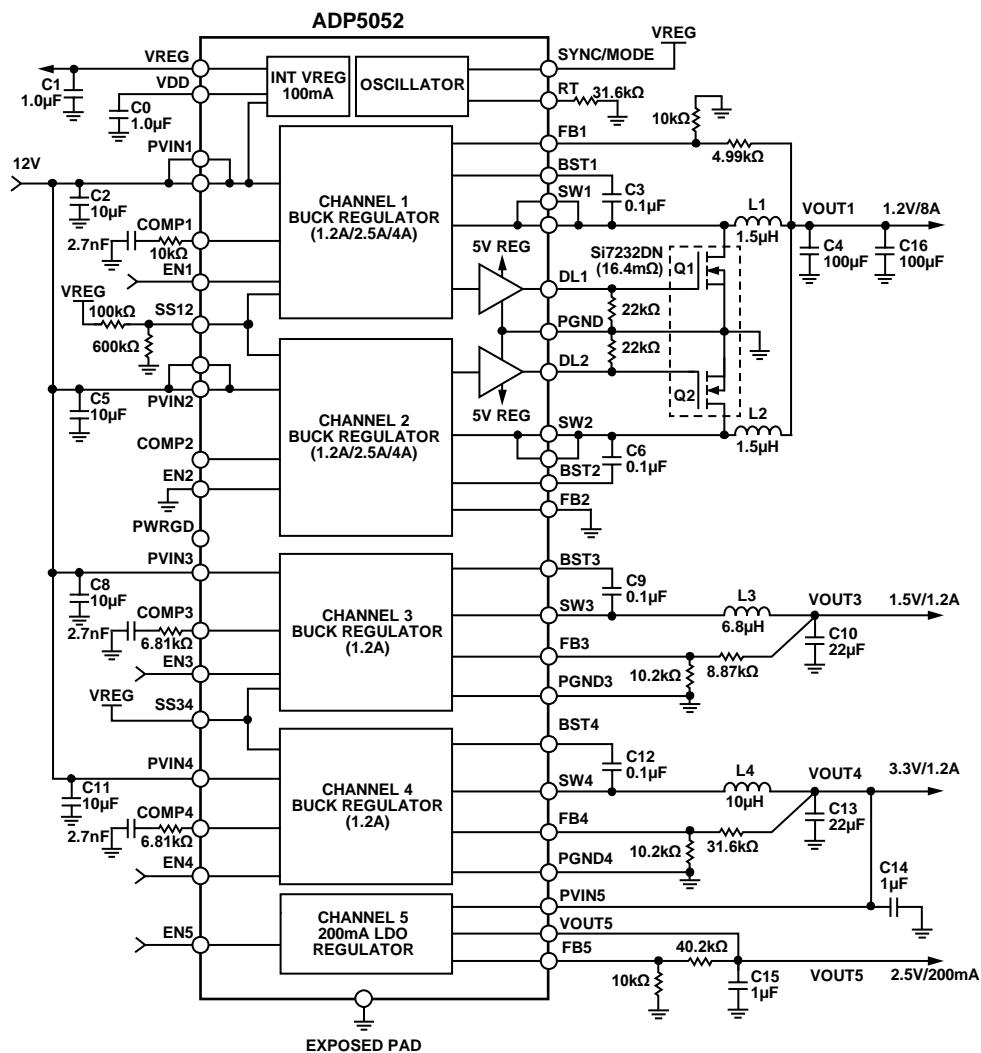 ADP5052
VREG
C1
1.0µF
VDD
C0
1.0µF
INT VREG
100mA
OSCILLATOR
SYNC/MODE
VREG
RT
31.6kΩ
12V
PVIN1
C2
10µF
COMP1
2.7nF
10kΩ
EN1
VREG
100kΩ
SS12
600kΩ
CHANNEL 1
BUCK REGULATOR
(1.2A/2.5A/4A)
FB1
10kΩ
4.99kΩ
BST1
C3
0.1µF
SW1
L1
1.5µH
VOUT1
1.2V/8A
C4
100µF
C16
100µF
5V REG
Si7232DN
(16.4mΩ)
Q1
DL1
22kΩ
PGND
22kΩ
DL2
Q2
5V REG
PVIN2
C5
10µF
COMP2
EN2
CHANNEL 2
BUCK REGULATOR
(1.2A/2.5A/4A)
SW2
L2
1.5µH
C6
0.1µF
BST2
FB2
PWRGD
PVIN3
C8
10µF
COMP3
2.7nF
6.81kΩ
EN3
VREG
SS34
CHANNEL 3
BUCK REGULATOR
(1.2A)
BST3
C9
0.1µF
SW3
L3
6.8µH
VOUT3
1.5V/1.2A
C10
22µF
FB3
10.2kΩ
8.87kΩ
PGND3
PVIN4
C11
10µF
COMP4
2.7nF
6.81kΩ
EN4
CHANNEL 4
BUCK REGULATOR
(1.2A)
BST4
C12
0.1µF
SW4
L4
10µH
VOUT4
3.3V/1.2A
C13
22µF
FB4
10.2kΩ
31.6kΩ
PGND4
C14
1µF
PVIN5
EN5
CHANNEL 5
200mA LDO
REGULATOR
VOUT5
FB5
40.2kΩ
10kΩ
C15
1µF
VOUT5
2.5V/200mA
EXPOSED PAD